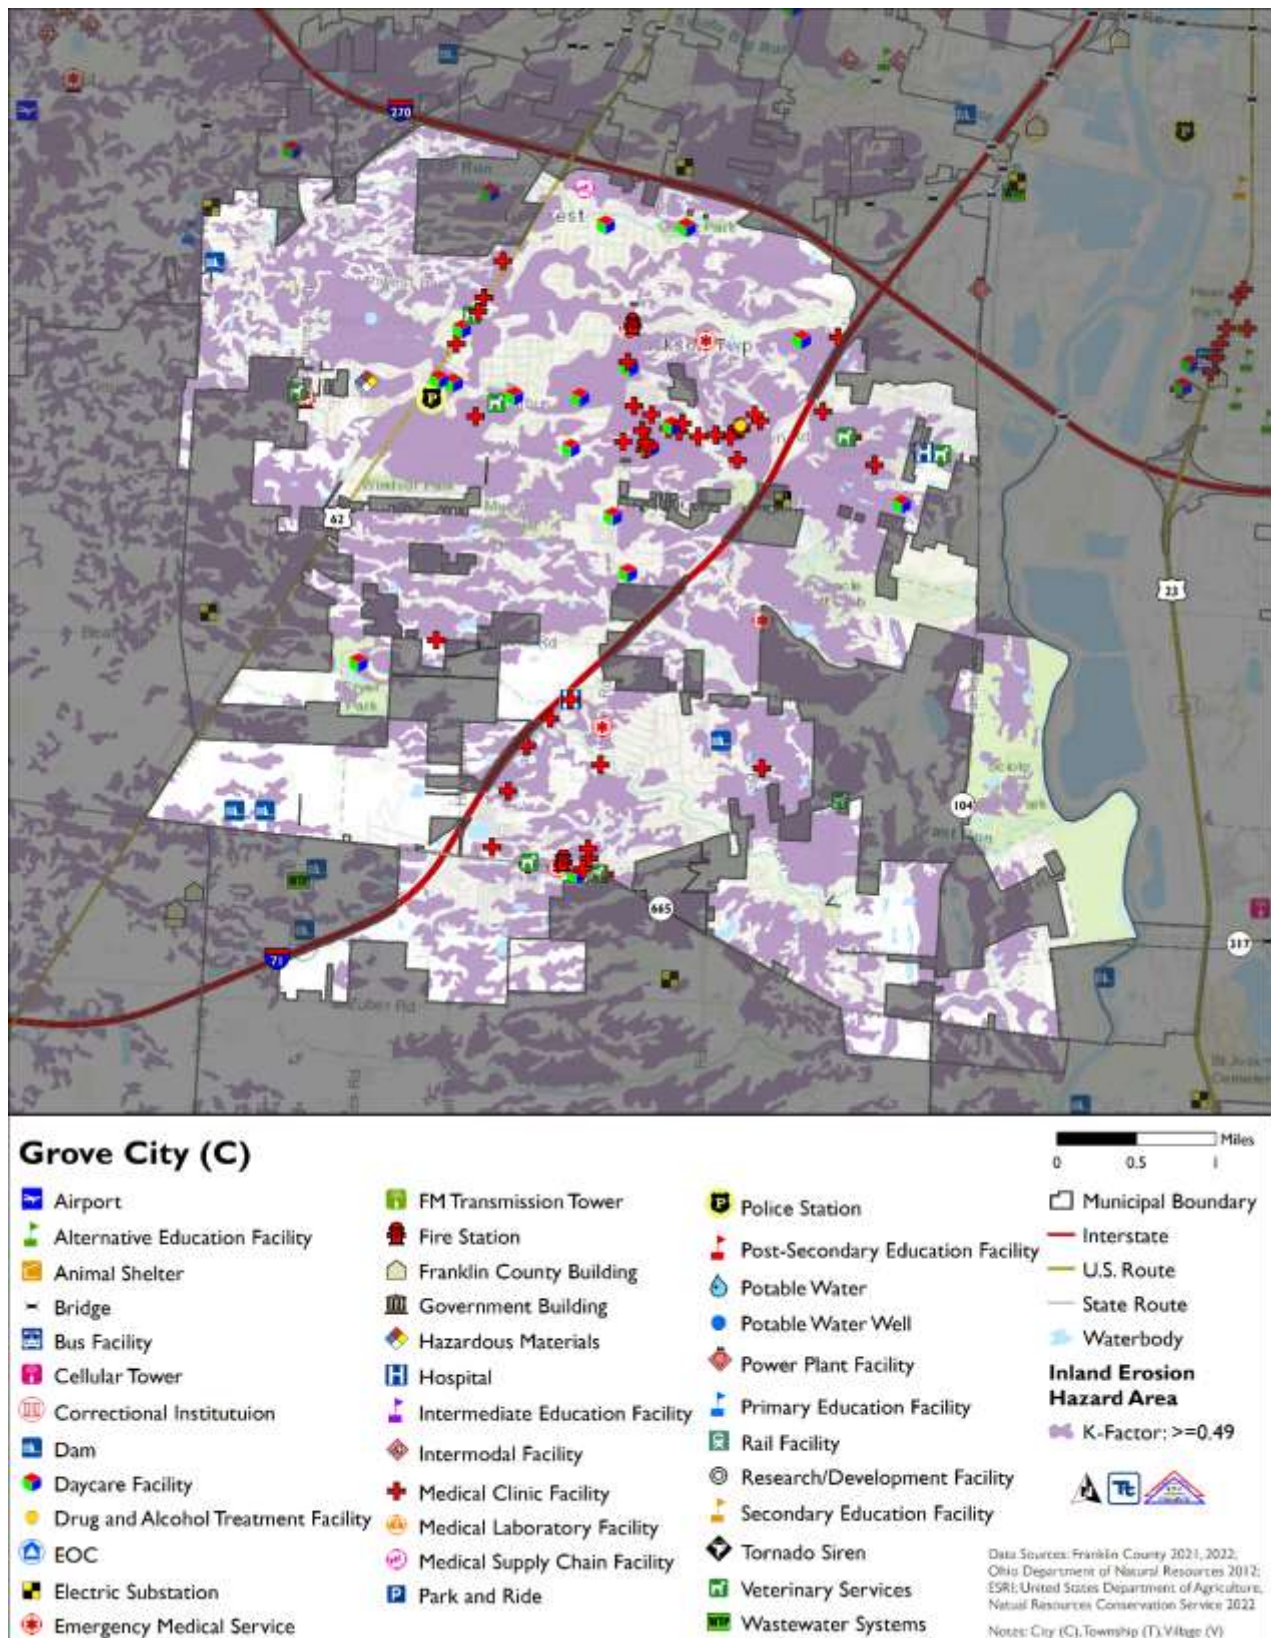 270
Park
Windsor Park
62
23
Park
104
665
317
71
Zuber Rd
Grove City (C)
Airport
Alternative Education Facility
Animal Shelter
Bridge
Bus Facility
Cellular Tower
Correctional Institutuion
Dam
Daycare Facility
Drug and Alcohol Treatment Facility
EOC
Electric Substation
Emergency Medical Service
FM Transmission Tower
Fire Station
Franklin County Building
Government Building
Hazardous Materials
Hospital
Intermediate Education Facility
Intermodal Facility
Medical Clinic Facility
Medical Laboratory Facility
Medical Supply Chain Facility
Park and Ride
Police Station
Post-Secondary Education Facility
Potable Water
Potable Water Well
Power Plant Facility
Primary Education Facility
Rail Facility
Research/Development Facility
Secondary Education Facility
Tornado Siren
Veterinary Services
Wastewater Systems
Miles
0 0.5 1
Municipal Boundary
Interstate
U.S. Route
State Route
Waterbody
Inland Erosion
Hazard Area
K-Factor: >=0.49
Data Sources: Franklin County 2021, 2022;
Ohio Department of Natural Resources 2012;
ESRI; United States Department of Agriculture,
Natual Resources Conservation Service 2022
Notes: City (C), Township (T), Village (V)